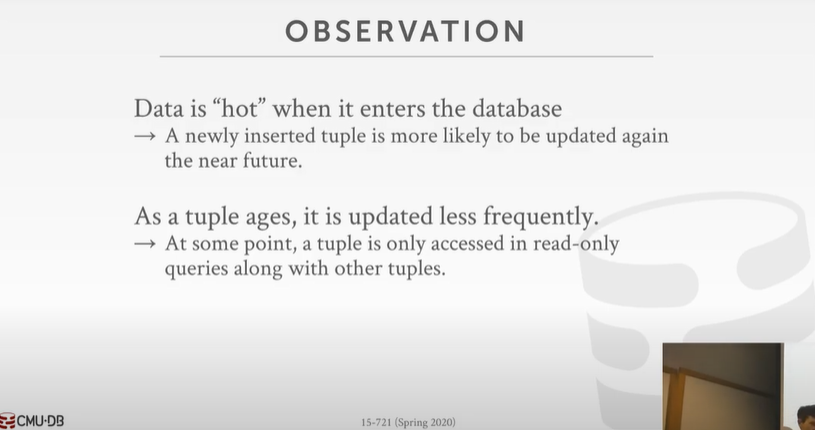 OBSERVATION
Data is “hot” when it enters the database
→ A newly inserted tuple is more likely to be updated again
the near future.
As a tuple ages, it is updated less frequently.
→ At some point, a tuple is only accessed in read-only
queries along with other tuples.
CMU·DB
15-721 (Spring 2020)